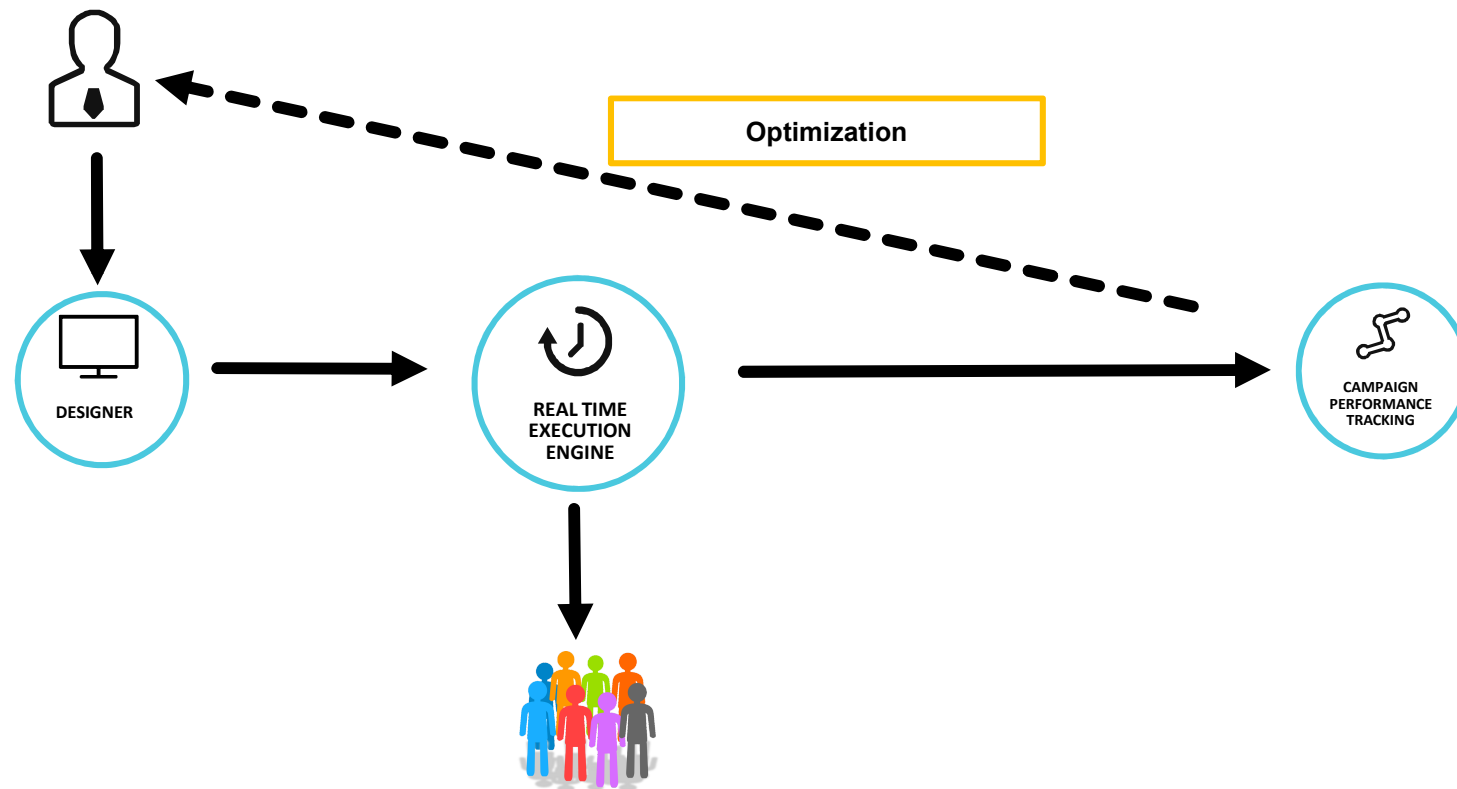 Optimization
DESIGNER
REAL TIME
EXECUTION
ENGINE
CAMPAIGN
PERFORMANCE
TRACKING